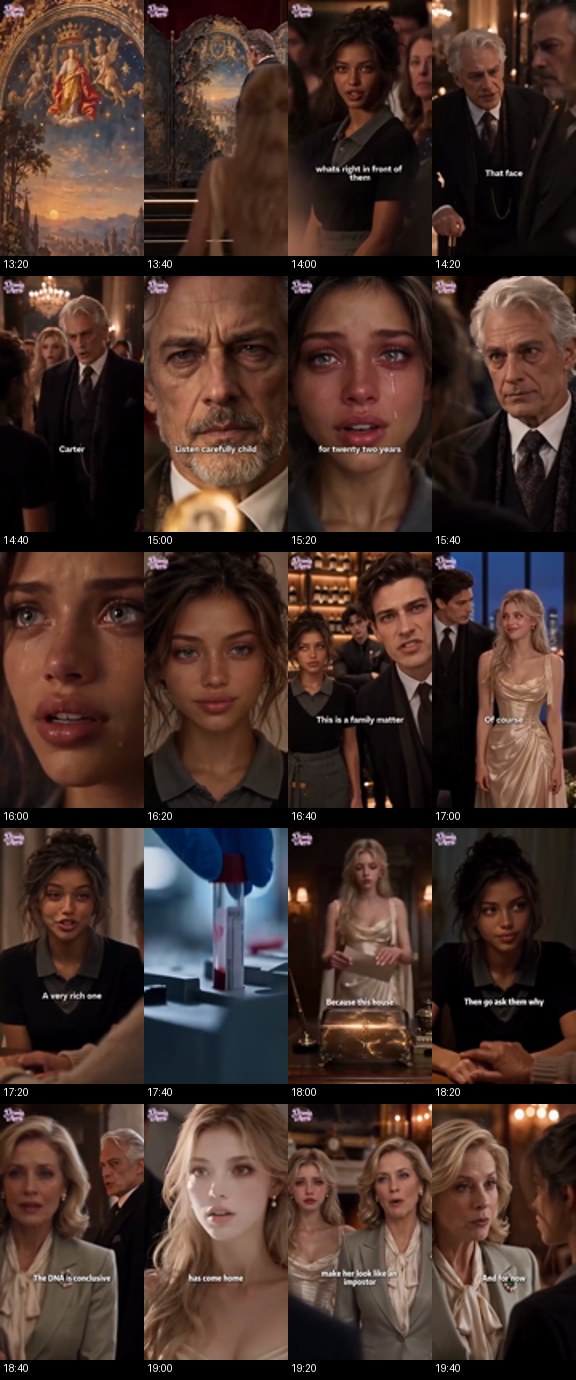 13:20
13:40
whats right in front of
them
14:00
That face
14:20
Carter
14:40
Listen carefully child
15:00
for twenty two years
15:20
15:40
16:00
16:20
This is a family matter
16:40
Of course
17:00
A very rich one
17:20
17:40
Because this house
18:00
Then go ask them why
18:20
The DNA is conclusive
18:40
has come home
19:00
make her look like an
impostor
19:20
And for now
19:40